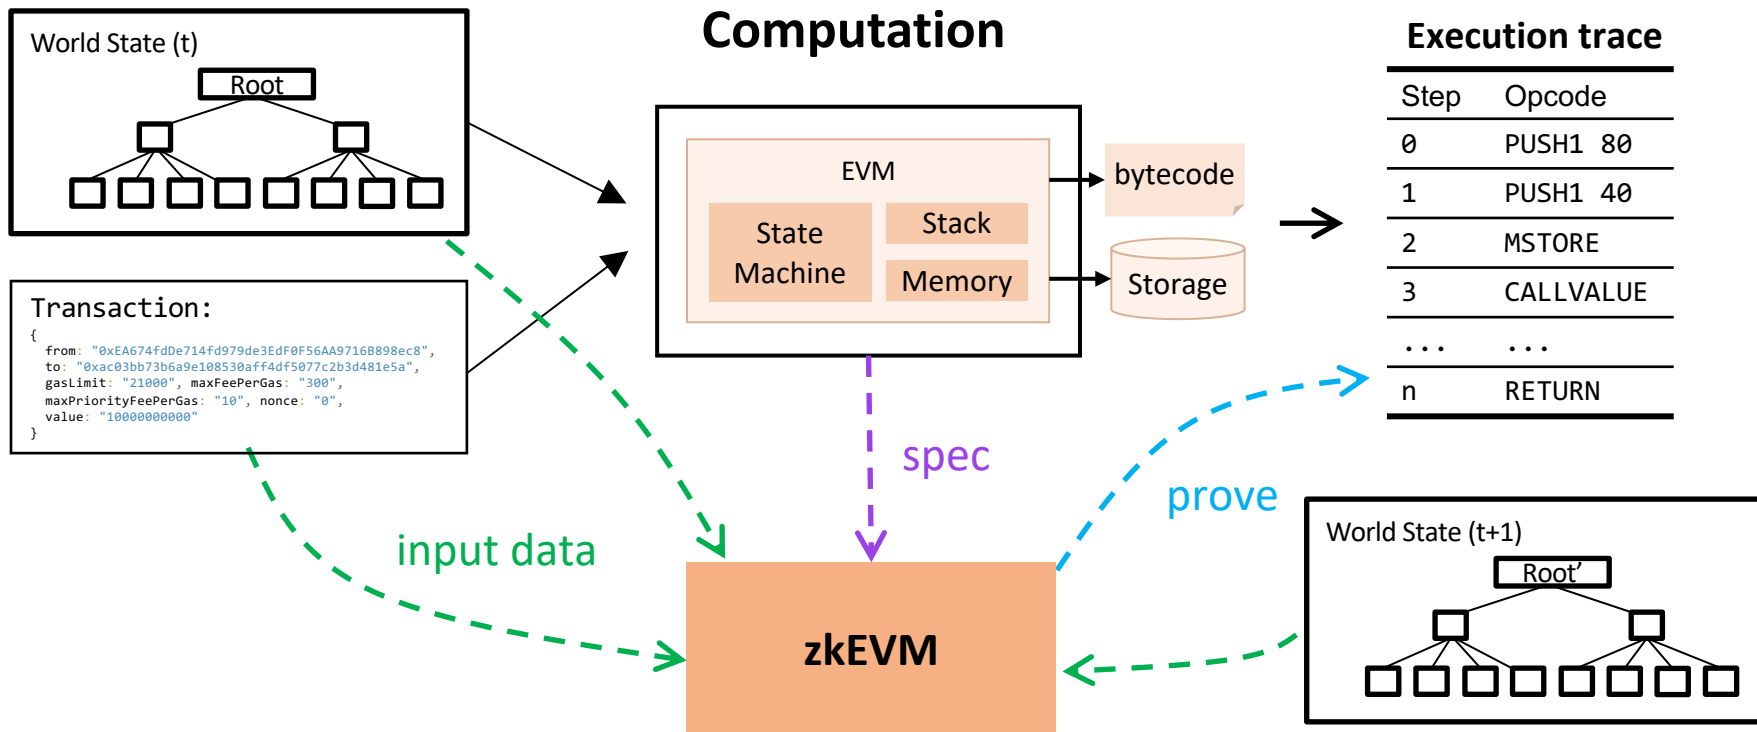 Computation
World State (t)
Root
Transaction:
{
from: "0xEA674fdDe714fd979de3EdF0F56AA9716B898ec8",
to: "0xac03bb73b6a9e108530aff4df5077c2b3d481e5a",
gasLimit: "21000", maxFeePerGas: "300",
maxPriorityFeePerGas: "10", nonce: "0",
value: "10000000000"
}
EVM
State
Machine
Stack
Memory
bytecode
Storage
Execution trace
Step Opcode
0 PUSH1 80
1 PUSH1 40
2 MSTORE
3 CALLVALUE
... ...
n RETURN
input data
spec
prove
zkEVM
World State (t+1)
Root'